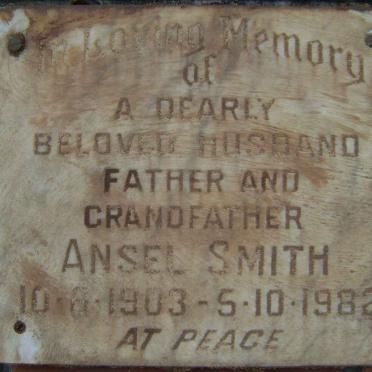 In Loving Memory
of
A DEARLY
BELOVED HUSBAND
FATHER AND
GRANDFATHER
ANSEL SMITH
10·8·1903 - 5·10·1982
AT PEACE